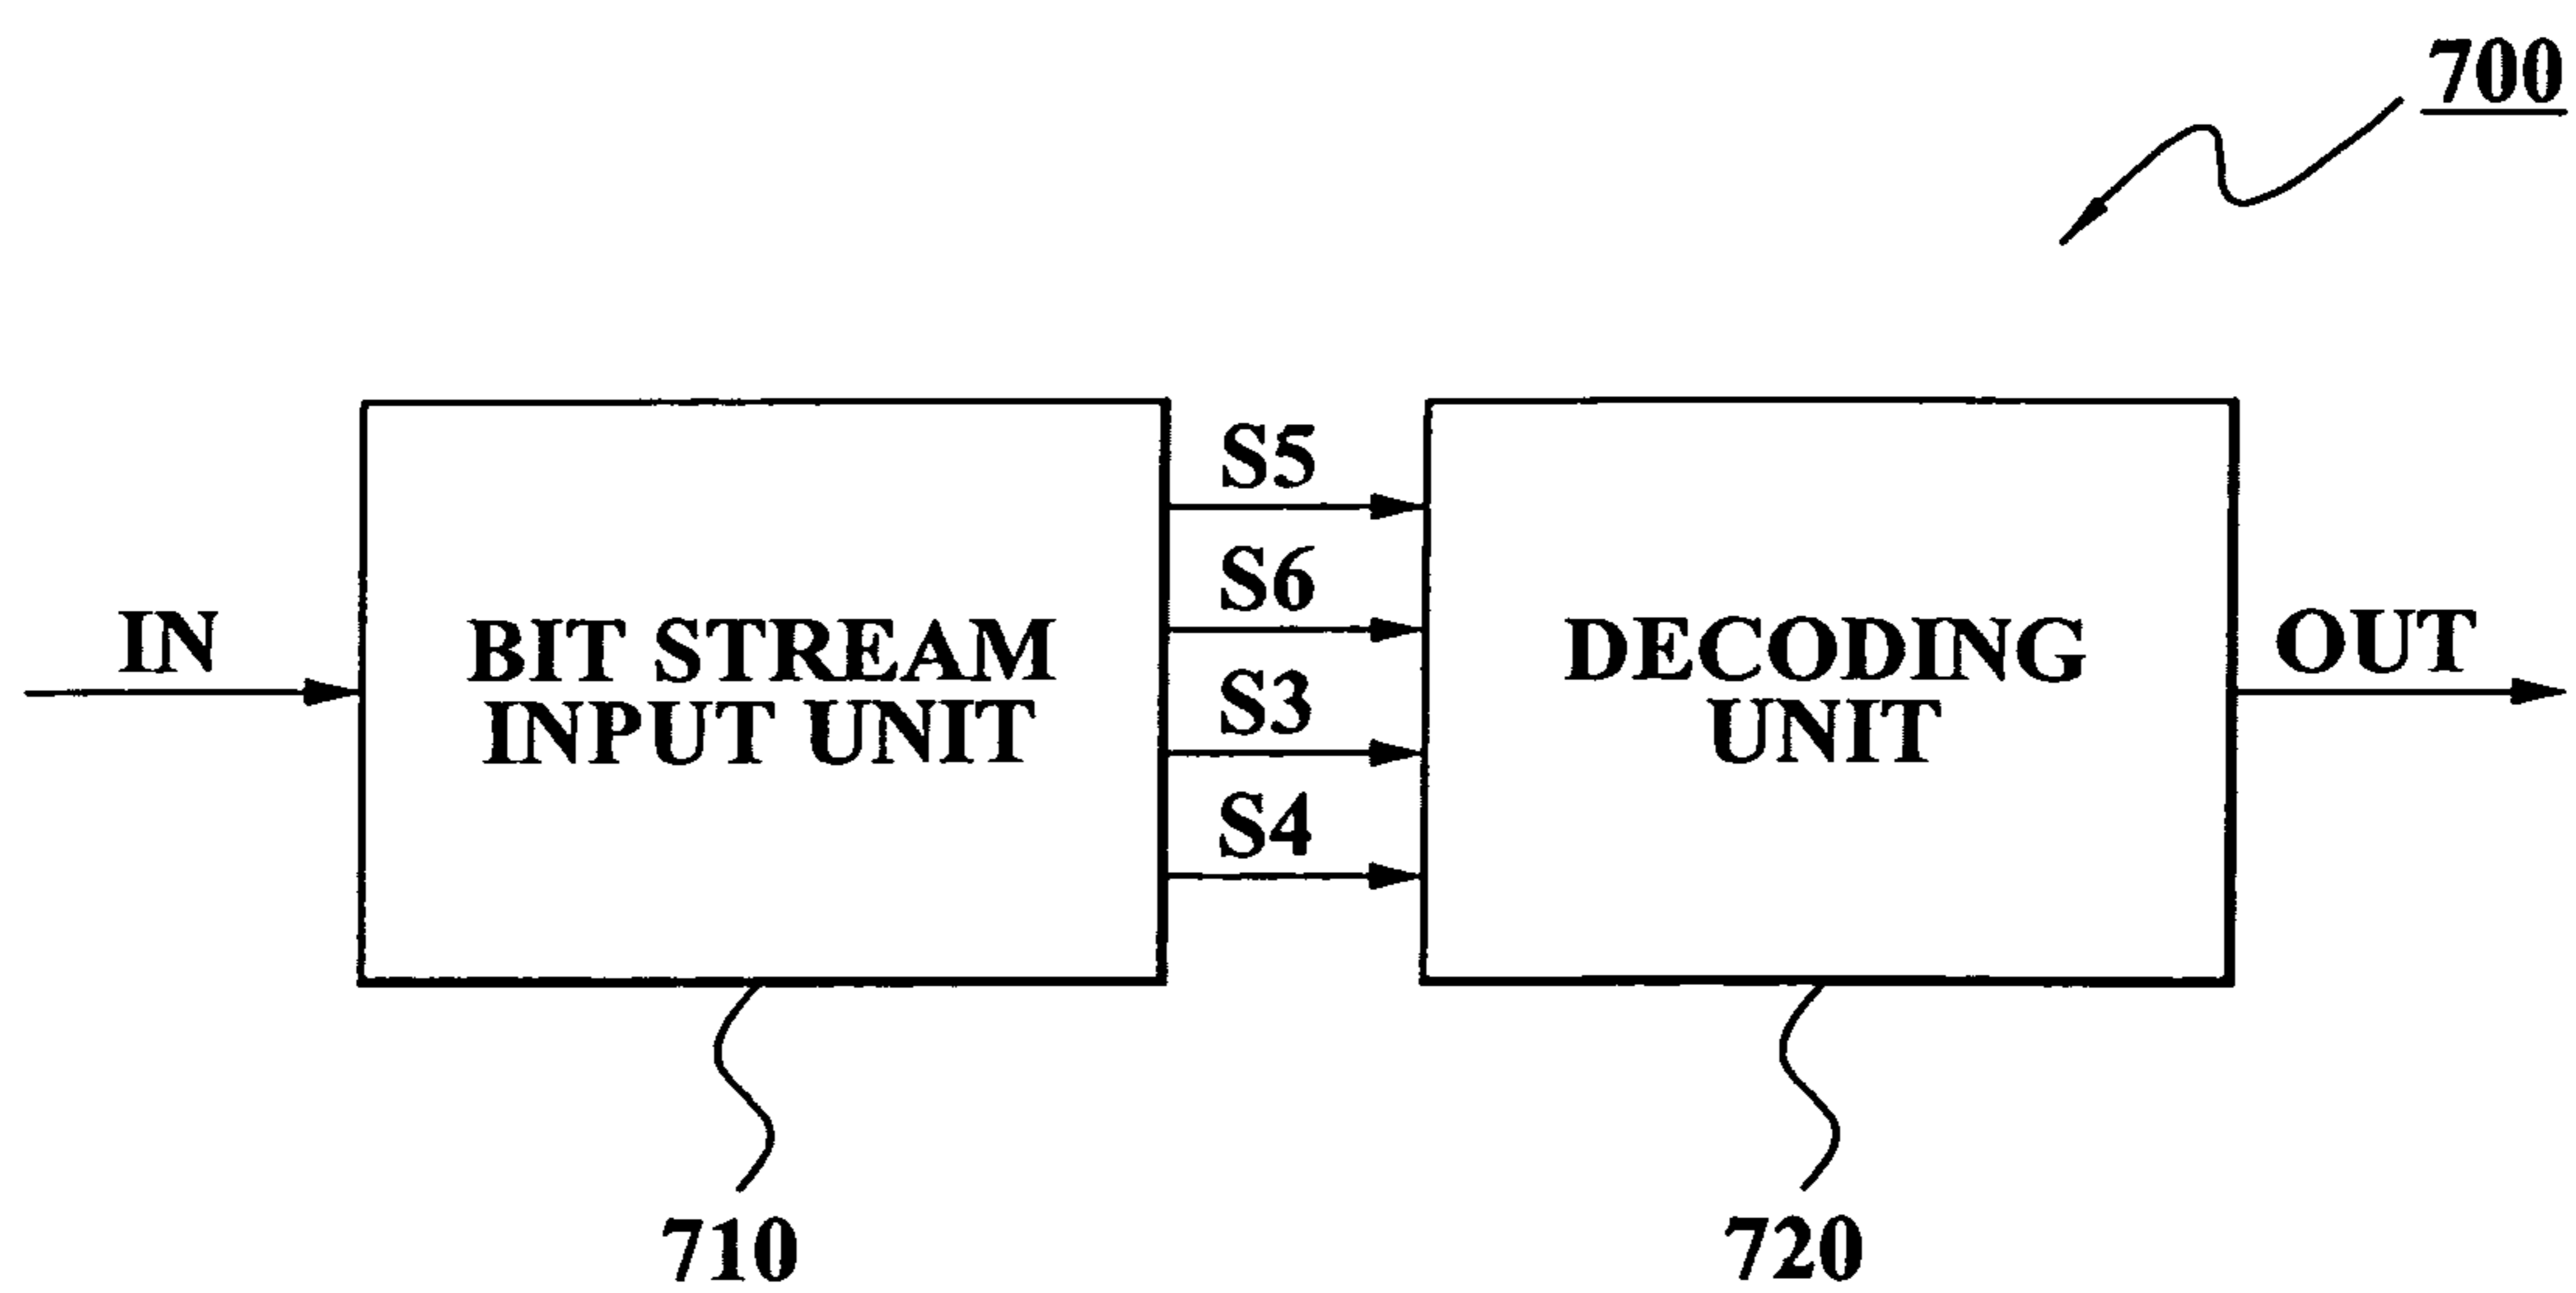 700
IN
BIT STREAM
INPUT UNIT
S5
S6
S3
S4
DECODING
UNIT
OUT
710
720